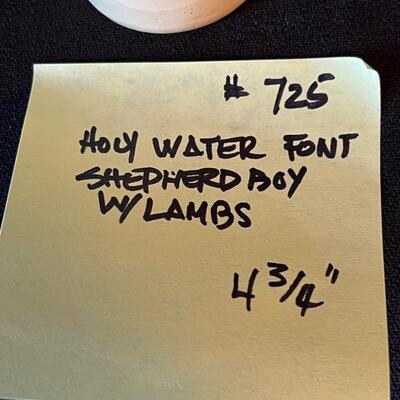 # 725
HOLY WATER FONT
SHEPHERD BOY
W/LAMBS
4 3/4"